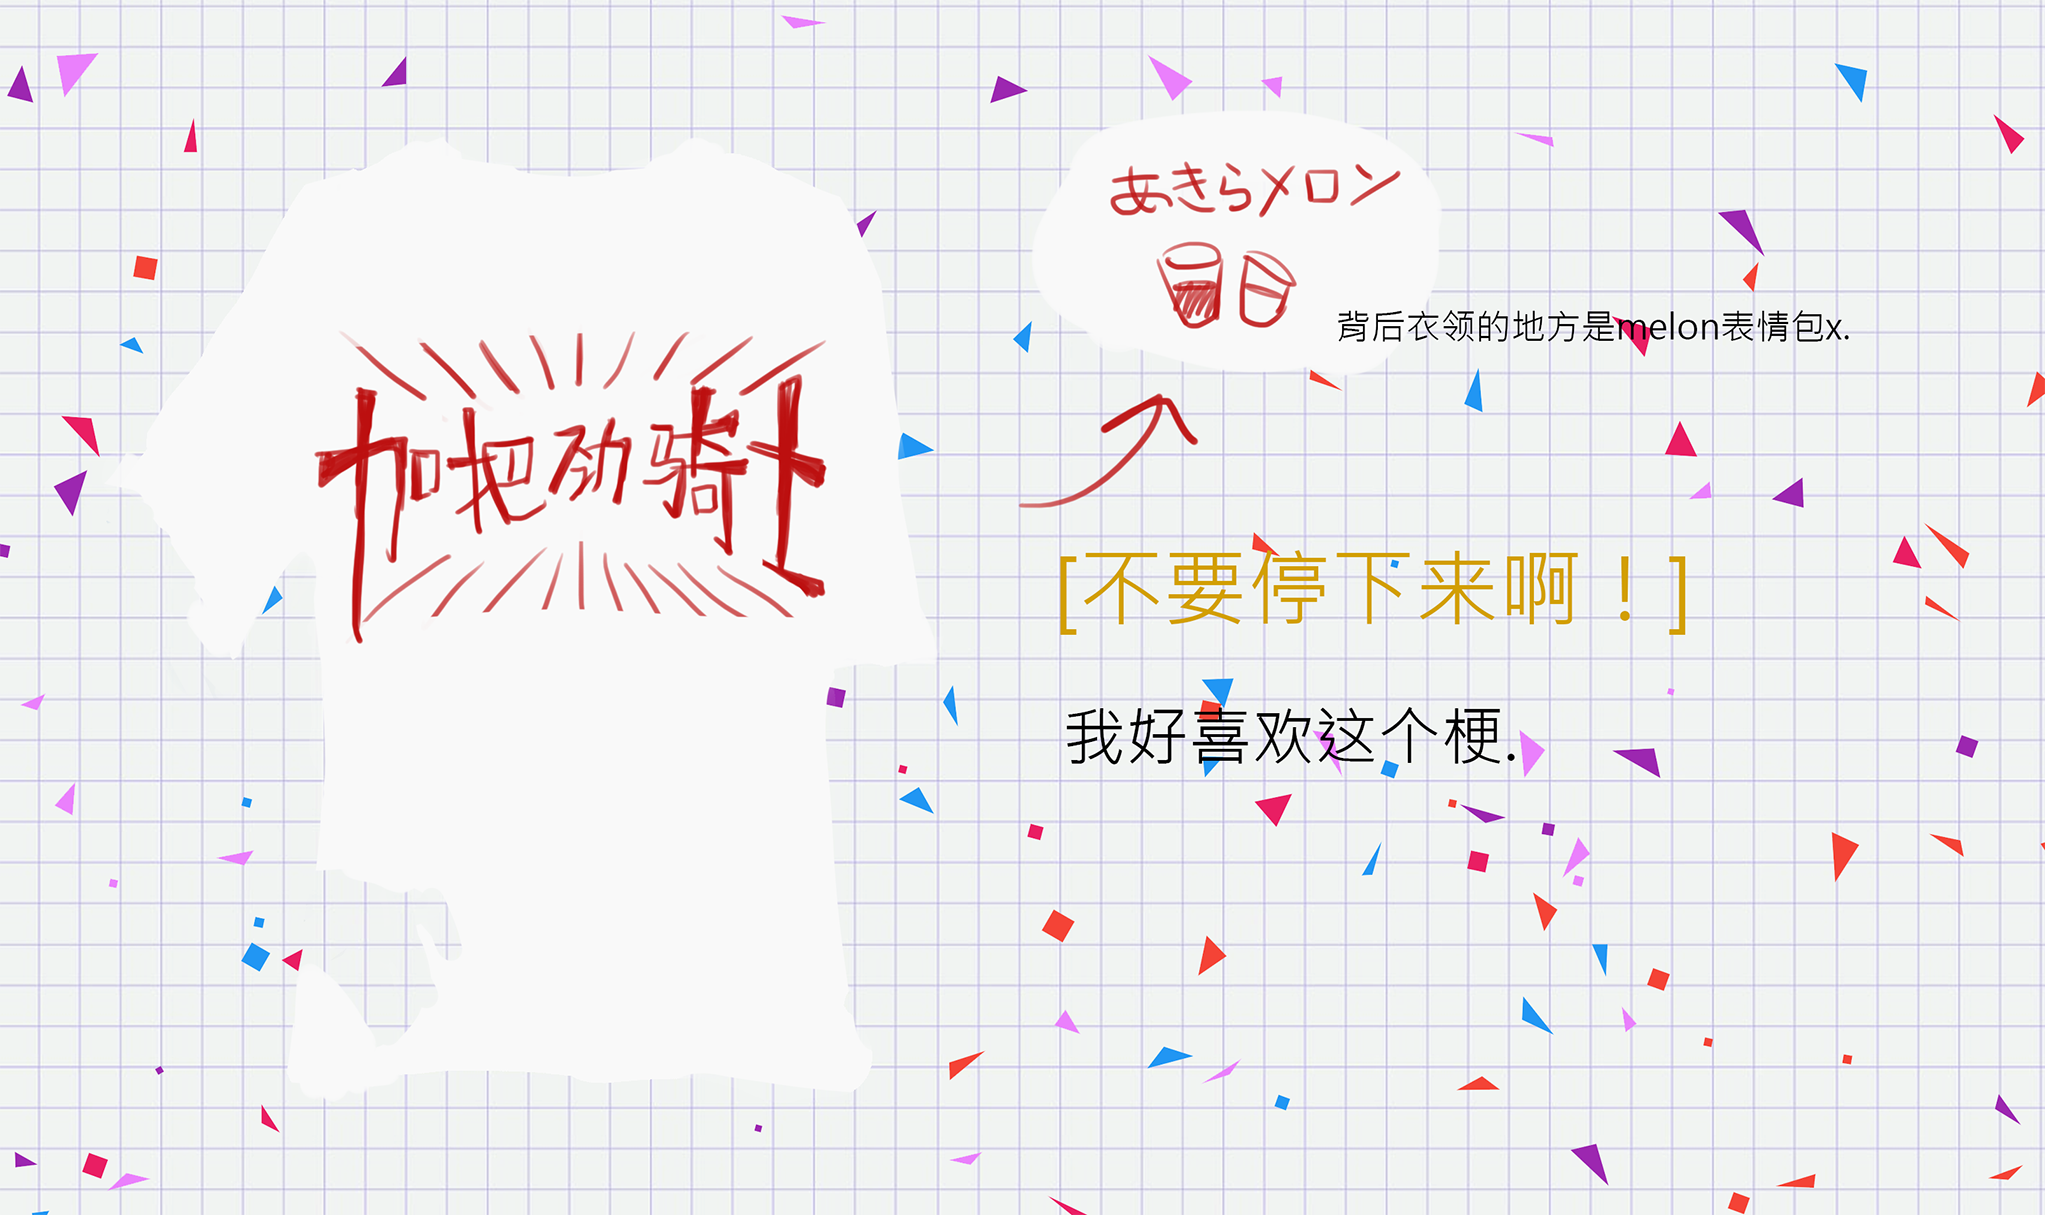 加把劲骑士
あきらメロン
背后衣领的地方是melon表情包x.
[不要停下来啊！]
我好喜欢这个梗.